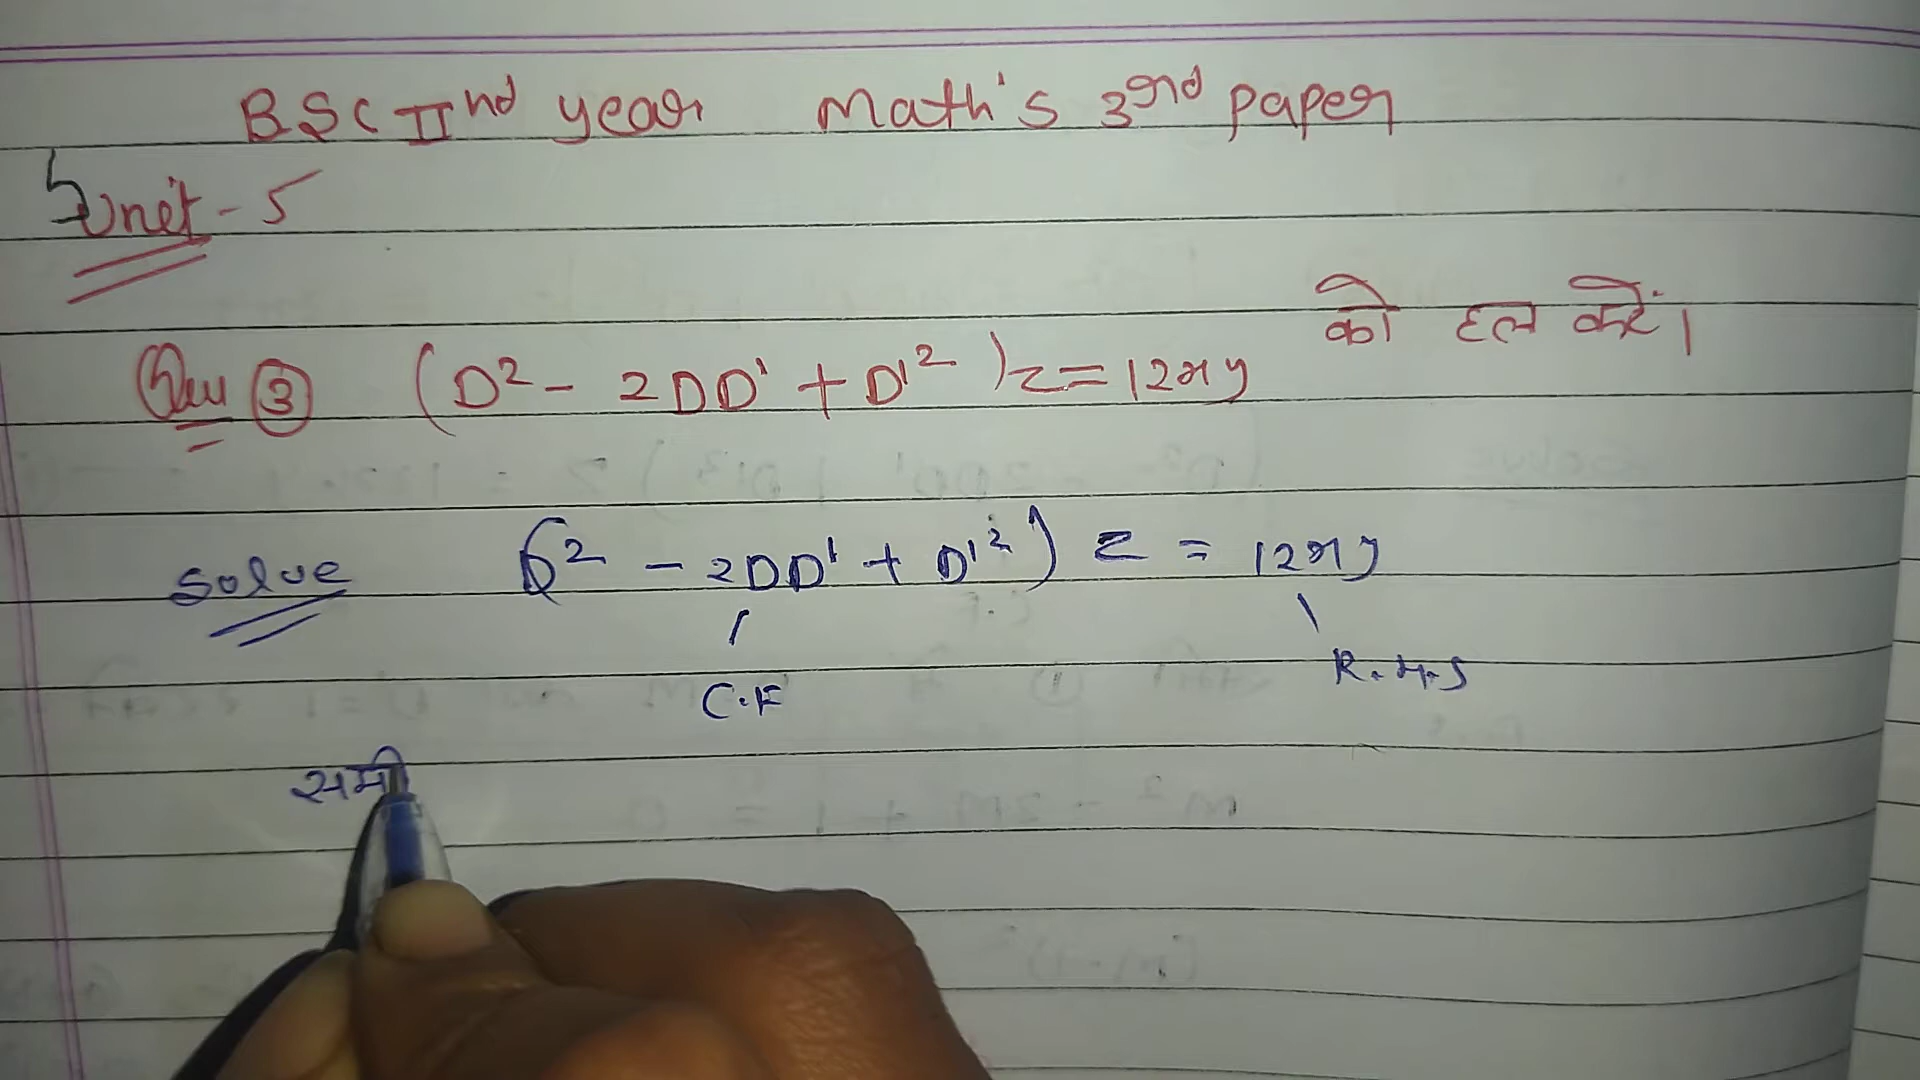 BSC IInd year Math's 3rd paper
Unit - 5
Que ③ (D² - 2DD' + D'²)z = 12xy को हल करें।
Solve (D² - 2DD' + D'²) z = 12xy
C.F R.H.S
समी